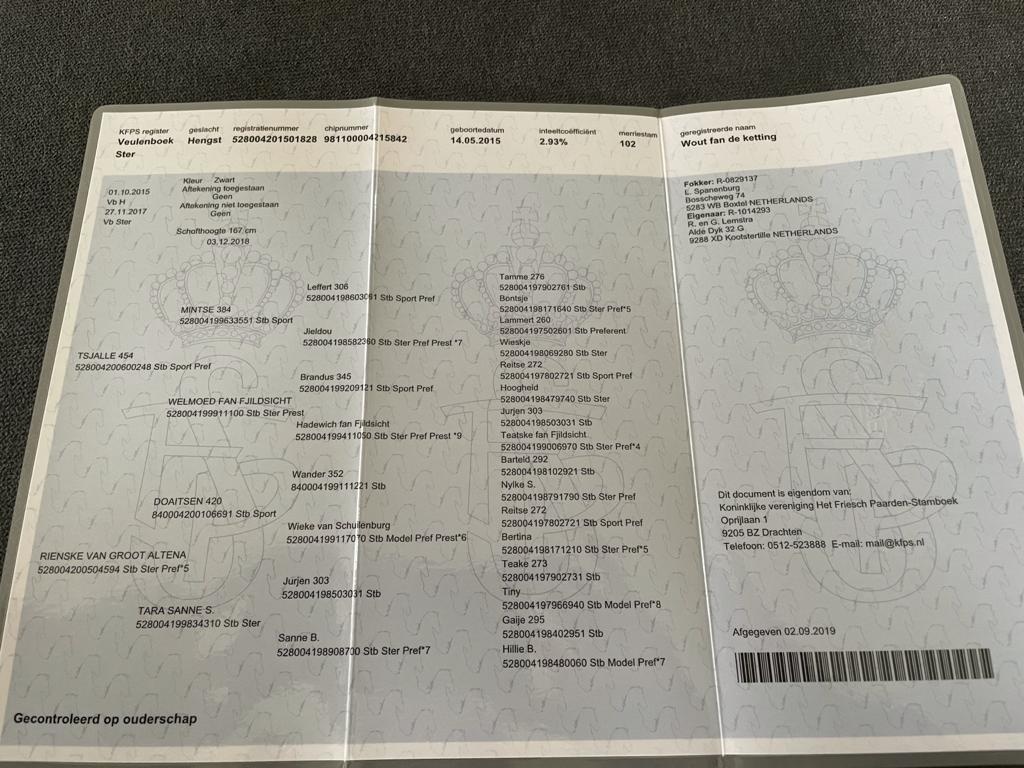 KFPS register geslacht registratienummer chipnummer geboortedatum inteeltcoëfficiënt merriestam geregistreerde naam
Veulenboek Hengst 528004201501828 981100004215842 14.05.2015 2.93% 102 Wout fan de ketting
Ster
01.10.2015
Vb H
27.11.2017
Vb Ster
Kleur Zwart
Aftekening toegestaan
Geen
Aftekening niet toegestaan
Geen
Schofthoogte 167 cm
03.12.2018
Fokker: R-0829137
L. Spanenburg
Bosscheweg 74
5283 WB Boxtel NETHERLANDS
Eigenaar: R-1014293
R. en G. Lemstra
Alde Dyk 32 G
9288 XD Kootstertille NETHERLANDS
TSJALLE 454
528004200600248 Stb Sport Pref
RIENSKE VAN GROOT ALTENA
528004200504594 Stb Ster Pref*5
MINTSE 384
528004199633551 Stb Sport
WELMOED FAN FJILDSICHT
528004199911100 Stb Ster Prest
DOAITSEN 420
840004200106691 Stb Sport
TARA SANNE S.
528004199834310 Stb Ster
Leffert 306
528004198603061 Stb Sport Pref
Jieldou
528004198582360 Stb Ster Pref Prest *7
Brandus 345
528004199209121 Stb Sport Pref
Hadewich fan Fjildsicht
528004199411050 Stb Ster Pref Prest *9
Wander 352
840004199111221 Stb
Wieke van Schuilenburg
528004199117070 Stb Model Pref Prest*6
Jurjen 303
528004198503031 Stb
Sanne B.
528004198908700 Stb Ster Pref*7
Tamme 276
528004197902761 Stb
Bontsje
528004198171640 Stb Ster Pref*5
Lammert 260
528004197502601 Stb Preferent
Wieskje
528004198069280 Stb Ster
Reitse 272
528004197802721 Stb Sport Pref
Hoogheid
528004198479740 Stb Ster
Jurjen 303
528004198503031 Stb
Teatske fan Fjildsicht
528004199006970 Stb Ster Pref*4
Barteld 292
528004198102921 Stb
Nylke S.
528004198791790 Stb Ster Pref
Reitse 272
528004197802721 Stb Sport Pref
Bertina
528004198171210 Stb Ster Pref*5
Teake 273
528004197902731 Stb
Tiny
528004197966940 Stb Model Pref*8
Gaije 295
528004198402951 Stb
Hillie B.
528004198480060 Stb Model Pref*7
Dit document is eigendom van:
Koninklijke vereniging Het Friesch Paarden-Stamboek
Oprijlaan 1
9205 BZ Drachten
Telefoon: 0512-523888 E-mail: mail@kfps.nl
Afgegeven 02.09.2019
Gecontroleerd op ouderschap